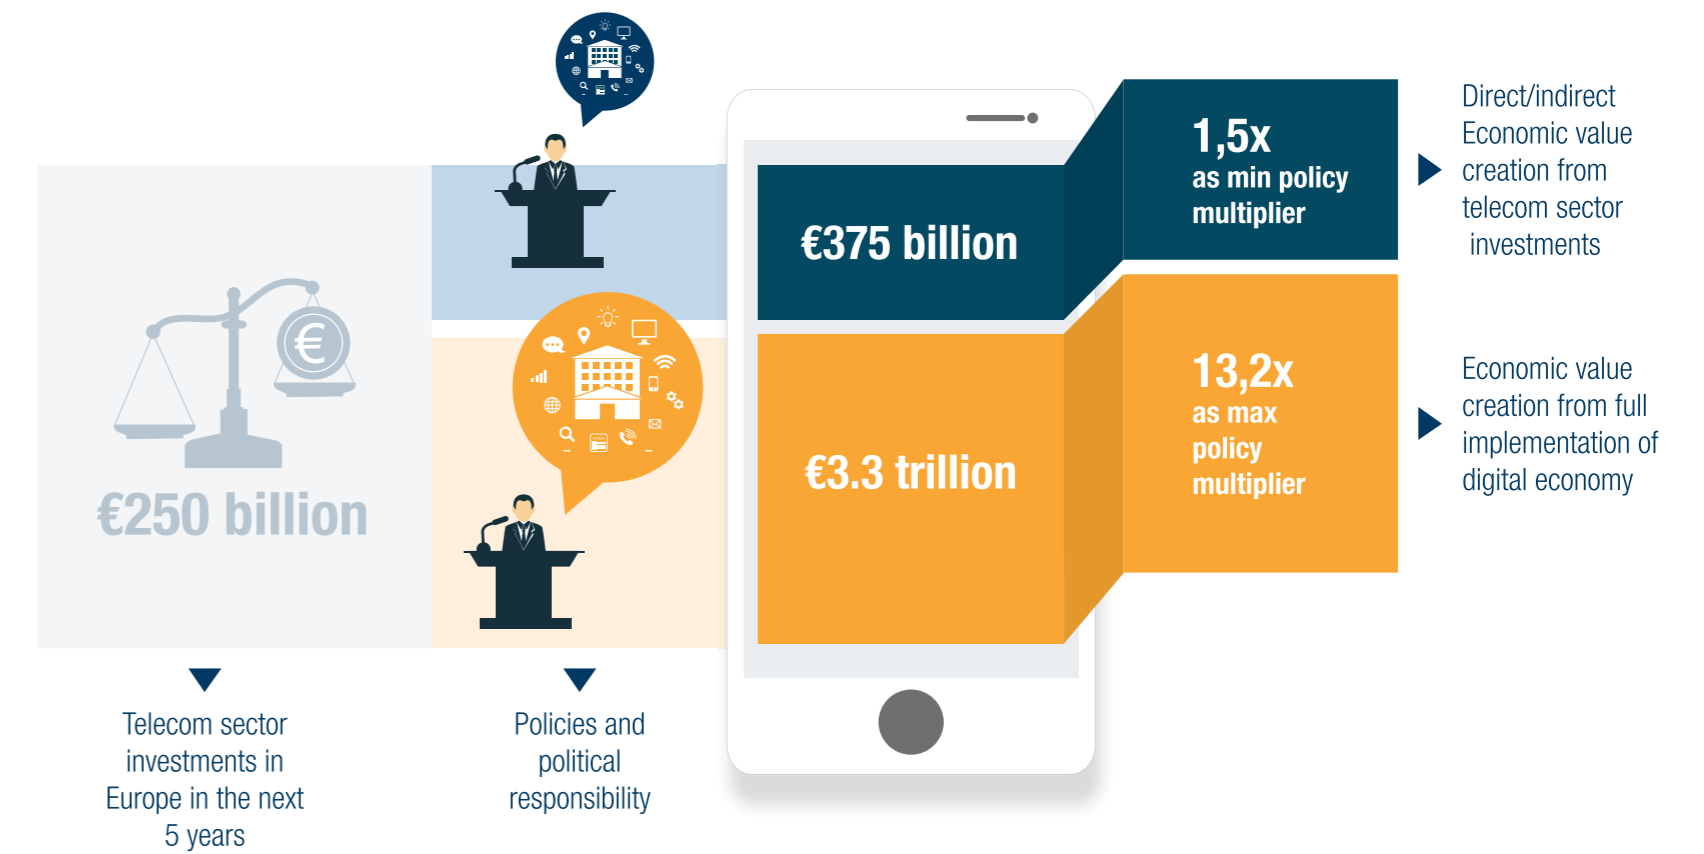 €250 billion
Telecom sector
investments in
Europe in the next
5 years
Policies and
political
responsibility
€375 billion
€3.3 trillion
1,5x
as min policy
multiplier
13,2x
as max
policy
multiplier
Direct/indirect
Economic value
creation from
telecom sector
investments
Economic value
creation from full
implementation of
digital economy